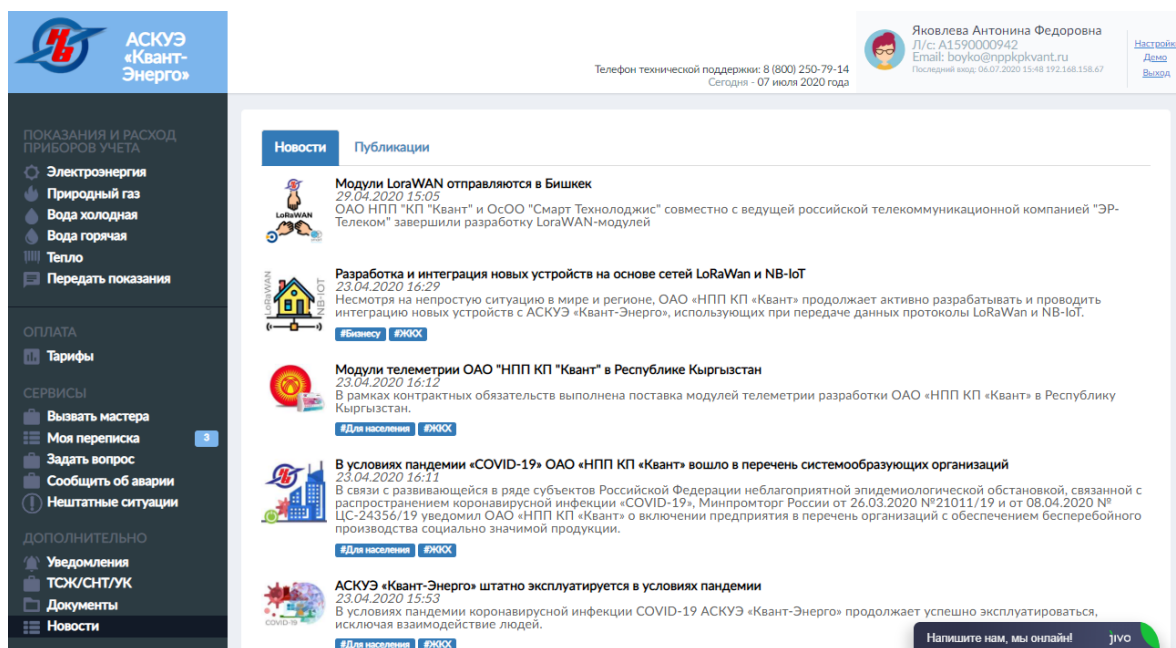 АСКУЭ
«Квант-
Энерго»
Телефон технической поддержки: 8 (800) 250-79-14
Сегодня - 07 июля 2020 года
Яковлева Антонина Федоровна
Л/с: А1590000942
Email: boyko@nppkpkvant.ru
Последний вход: 06.07.2020 15:48 192.168.158.67
Настройк
Демо
Выход
ПОКАЗАНИЯ И РАСХОД
ПРИБОРОВ УЧЕТА
Электроэнергия
Природный газ
Вода холодная
Вода горячая
Тепло
Передать показания
ОПЛАТА
Тарифы
СЕРВИСЫ
Вызвать мастера
Моя переписка 3
Задать вопрос
Сообщить об аварии
Нештатные ситуации
ДОПОЛНИТЕЛЬНО
Уведомления
ТСЖ/СНТ/УК
Документы
Новости
Новости Публикации
LoRaWAN
Модули LoraWAN отправляются в Бишкек
29.04.2020 15:05
ОАО НПП "КП "Квант" и ОсОО "Смарт Технолоджис" совместно с ведущей российской телекоммуникационной компанией "ЭР-
Телеком" завершили разработку LoraWAN-модулей
LoRaWAN
NB-IOT
Разработка и интеграция новых устройств на основе сетей LoRaWan и NB-IoT
23.04.2020 16:29
Несмотря на непростую ситуацию в мире и регионе, ОАО «НПП КП «Квант» продолжает активно разрабатывать и проводить
интеграцию новых устройств с АСКУЭ «Квант-Энерго», использующих при передаче данных протоколы LoRaWan и NB-IoT.
#Бизнесу #ЖКХ
Модули телеметрии ОАО "НПП КП "Квант" в Республике Кыргызстан
23.04.2020 16:12
В рамках контрактных обязательств выполнена поставка модулей телеметрии разработки ОАО «НПП КП «Квант» в Республику
Кыргызстан.
#Для населения #ЖКХ
В условиях пандемии «COVID-19» ОАО «НПП КП «Квант» вошло в перечень системообразующих организаций
23.04.2020 16:11
В связи с развивающейся в ряде субъектов Российской Федерации неблагоприятной эпидемиологической обстановкой, связанной с
распространением коронавирусной инфекции «COVID-19», Минпромторг России от 26.03.2020 №21011/19 и от 08.04.2020 №
ЦС-24356/19 уведомил ОАО «НПП КП «Квант» о включении предприятия в перечень организаций с обеспечением бесперебойного
производства социально значимой продукции.
#Для населения #ЖКХ
COVID-19
АСКУЭ «Квант-Энерго» штатно эксплуатируется в условиях пандемии
23.04.2020 15:53
В условиях пандемии коронавирусной инфекции COVID-19 АСКУЭ «Квант-Энерго» продолжает успешно эксплуатироваться,
исключая взаимодействие людей.
#Для населения #ЖКХ
Напишите нам, мы онлайн! jivo